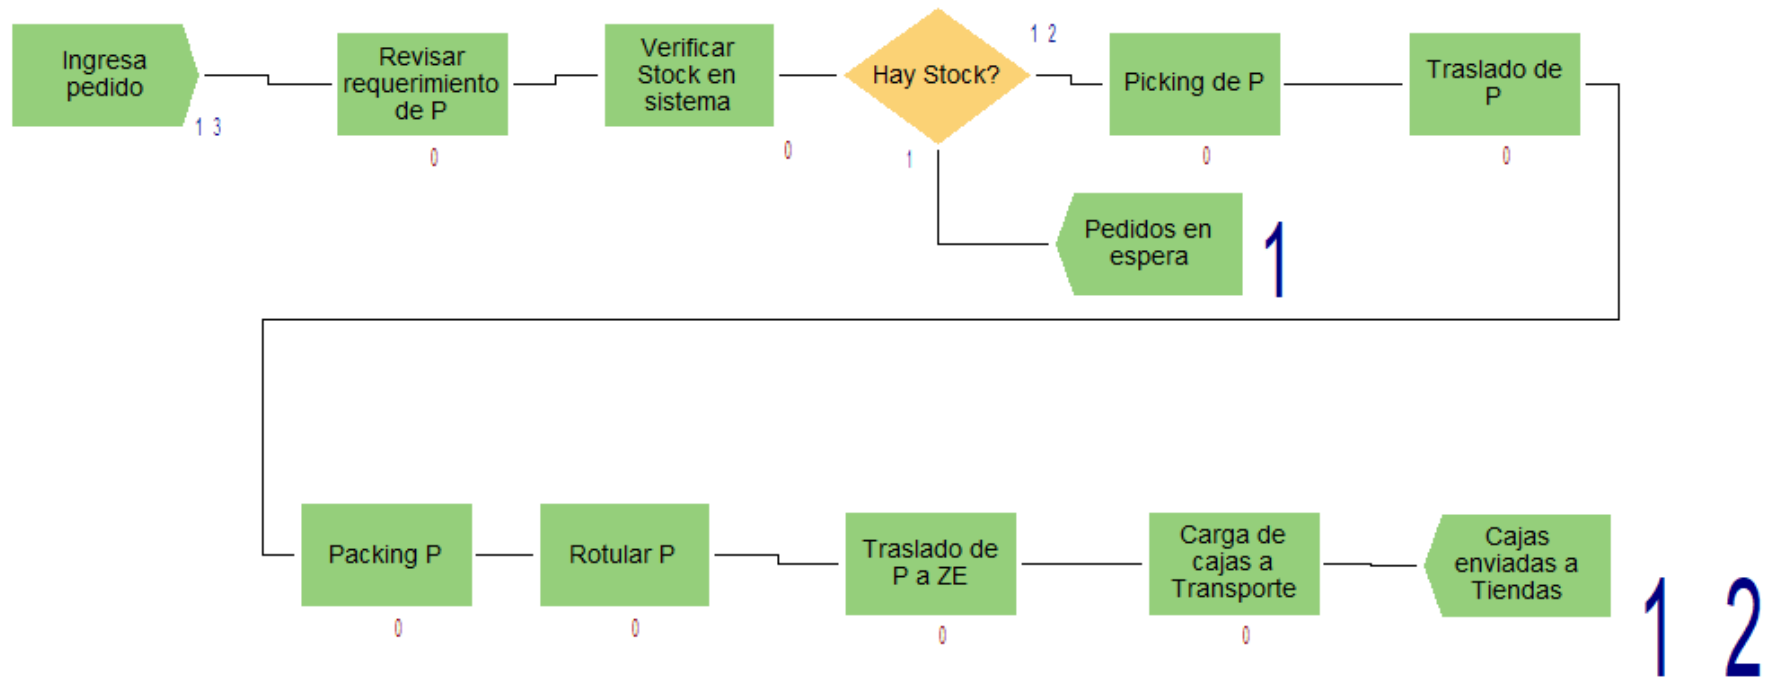 Ingresa
pedido
1 3
Revisar
requerimiento
de P
0
Verificar
Stock en
sistema
0
Hay Stock?
1 2
1
Picking de P
0
Traslado de
P
0
Pedidos en
espera
1
Packing P
0
Rotular P
0
Traslado de
P a ZE
0
Carga de
cajas a
Transporte
0
Cajas
enviadas a
Tiendas
1 2